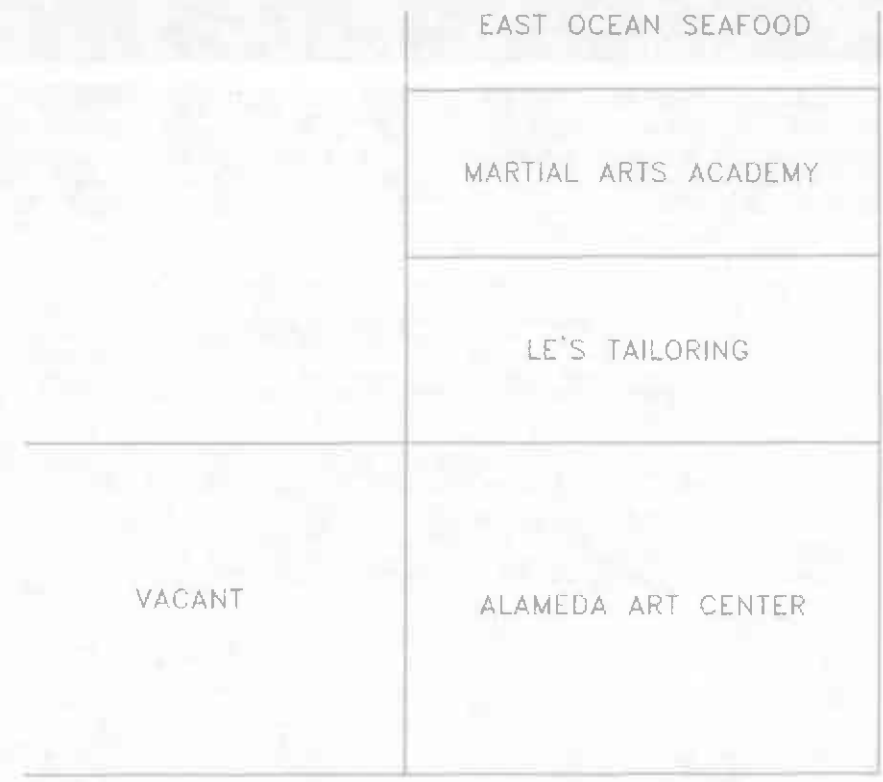 EAST OCEAN SEAFOOD
MARTIAL ARTS ACADEMY
LE'S TAILORING
VACANT
ALAMEDA ART CENTER